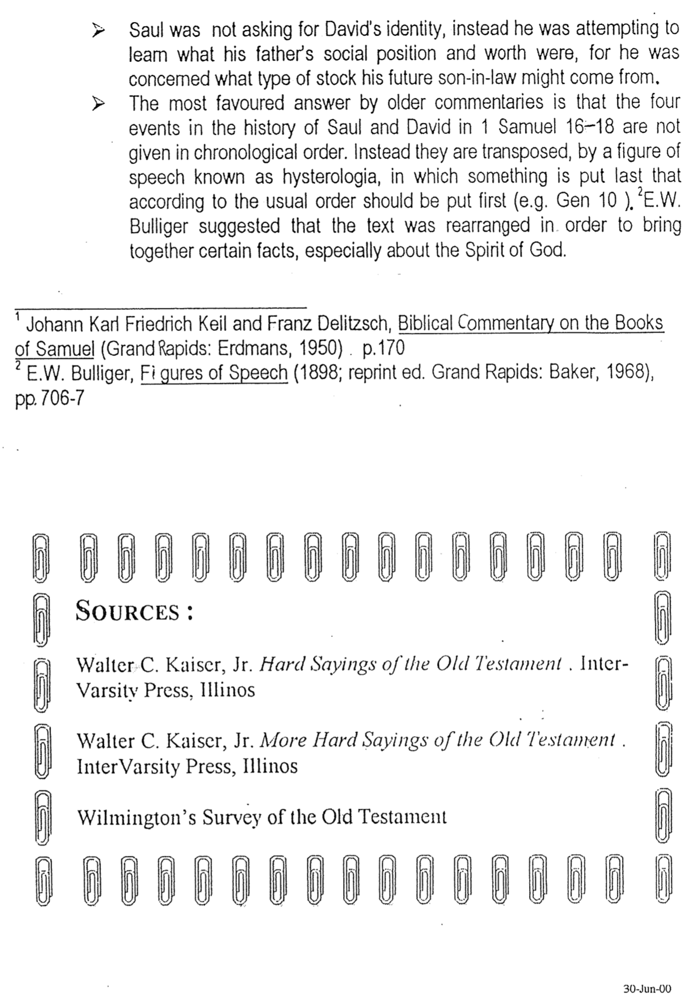 ➢ Saul was not asking for David's identity, instead he was attempting to
learn what his father's social position and worth were, for he was
concerned what type of stock his future son-in-law might come from.
➢ The most favoured answer by older commentaries is that the four
events in the history of Saul and David in 1 Samuel 16–18 are not
given in chronological order. Instead they are transposed, by a figure of
speech known as hysterologia, in which something is put last that
according to the usual order should be put first (e.g. Gen 10 ). ²E.W.
Bulliger suggested that the text was rearranged in order to bring
together certain facts, especially about the Spirit of God.
¹ Johann Karl Friedrich Keil and Franz Delitzsch, Biblical Commentary on the Books
of Samuel (Grand Rapids: Erdmans, 1950) . p.170
² E.W. Bulliger, Fi gures of Speech (1898; reprint ed. Grand Rapids: Baker, 1968),
pp. 706-7
SOURCES :
Walter C. Kaiser, Jr. Hard Sayings of the Old Testament . Inter-
Varsity Press, Illinos
Walter C. Kaiser, Jr. More Hard Sayings of the Old Testament .
InterVarsity Press, Illinos
Wilmington's Survey of the Old Testament
30-Jun-00